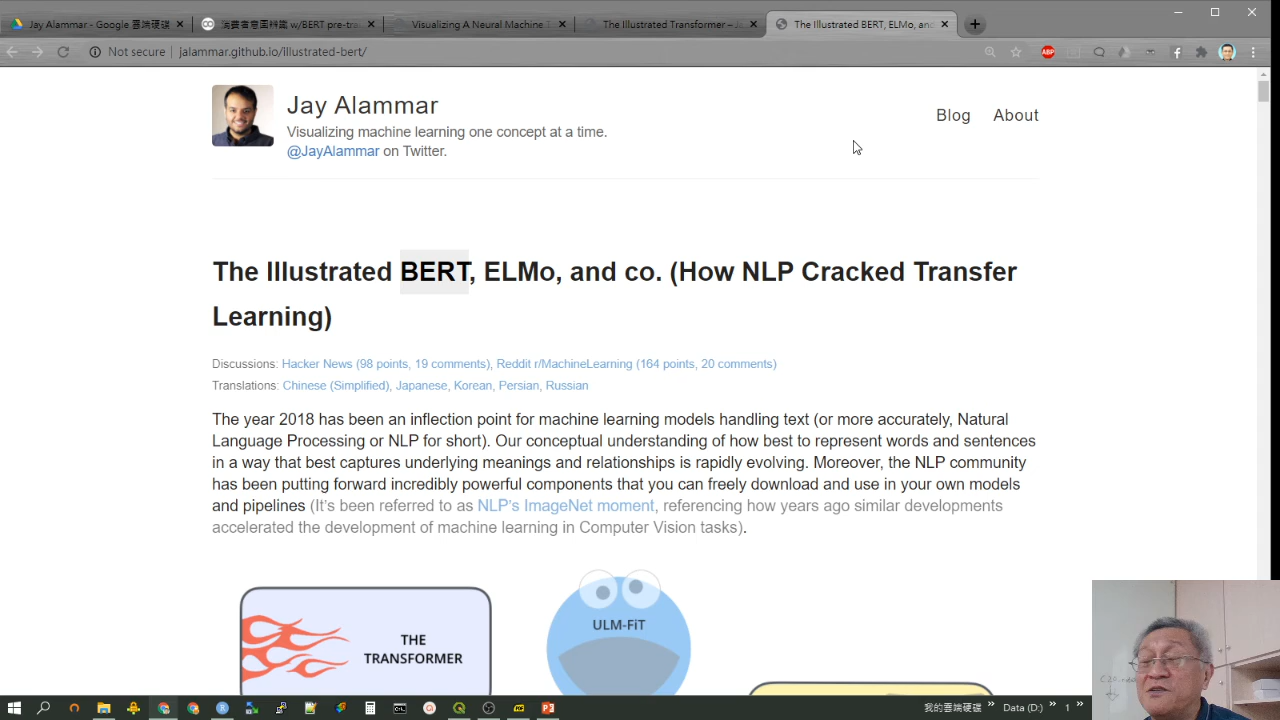 Jay Alammar - Google 雲端硬碟
消費者意圖辨識 w/BERT pre-tra
Visualizing A Neural Machine T
The Illustrated Transformer – Ja
The Illustrated BERT, ELMo, and
Not secure
jalammar.github.io/illustrated-bert/
ABP
Jay Alammar
Visualizing machine learning one concept at a time.
@JayAlammar on Twitter.
Blog
About
The Illustrated BERT, ELMo, and co. (How NLP Cracked Transfer
Learning)
Discussions: Hacker News (98 points, 19 comments), Reddit r/MachineLearning (164 points, 20 comments)
Translations: Chinese (Simplified), Japanese, Korean, Persian, Russian
The year 2018 has been an inflection point for machine learning models handling text (or more accurately, Natural
Language Processing or NLP for short). Our conceptual understanding of how best to represent words and sentences
in a way that best captures underlying meanings and relationships is rapidly evolving. Moreover, the NLP community
has been putting forward incredibly powerful components that you can freely download and use in your own models
and pipelines (It's been referred to as NLP's ImageNet moment, referencing how years ago similar developments
accelerated the development of machine learning in Computer Vision tasks).
THE
TRANSFORMER
ULM-FiT
我的雲端硬碟
Data (D:)
1